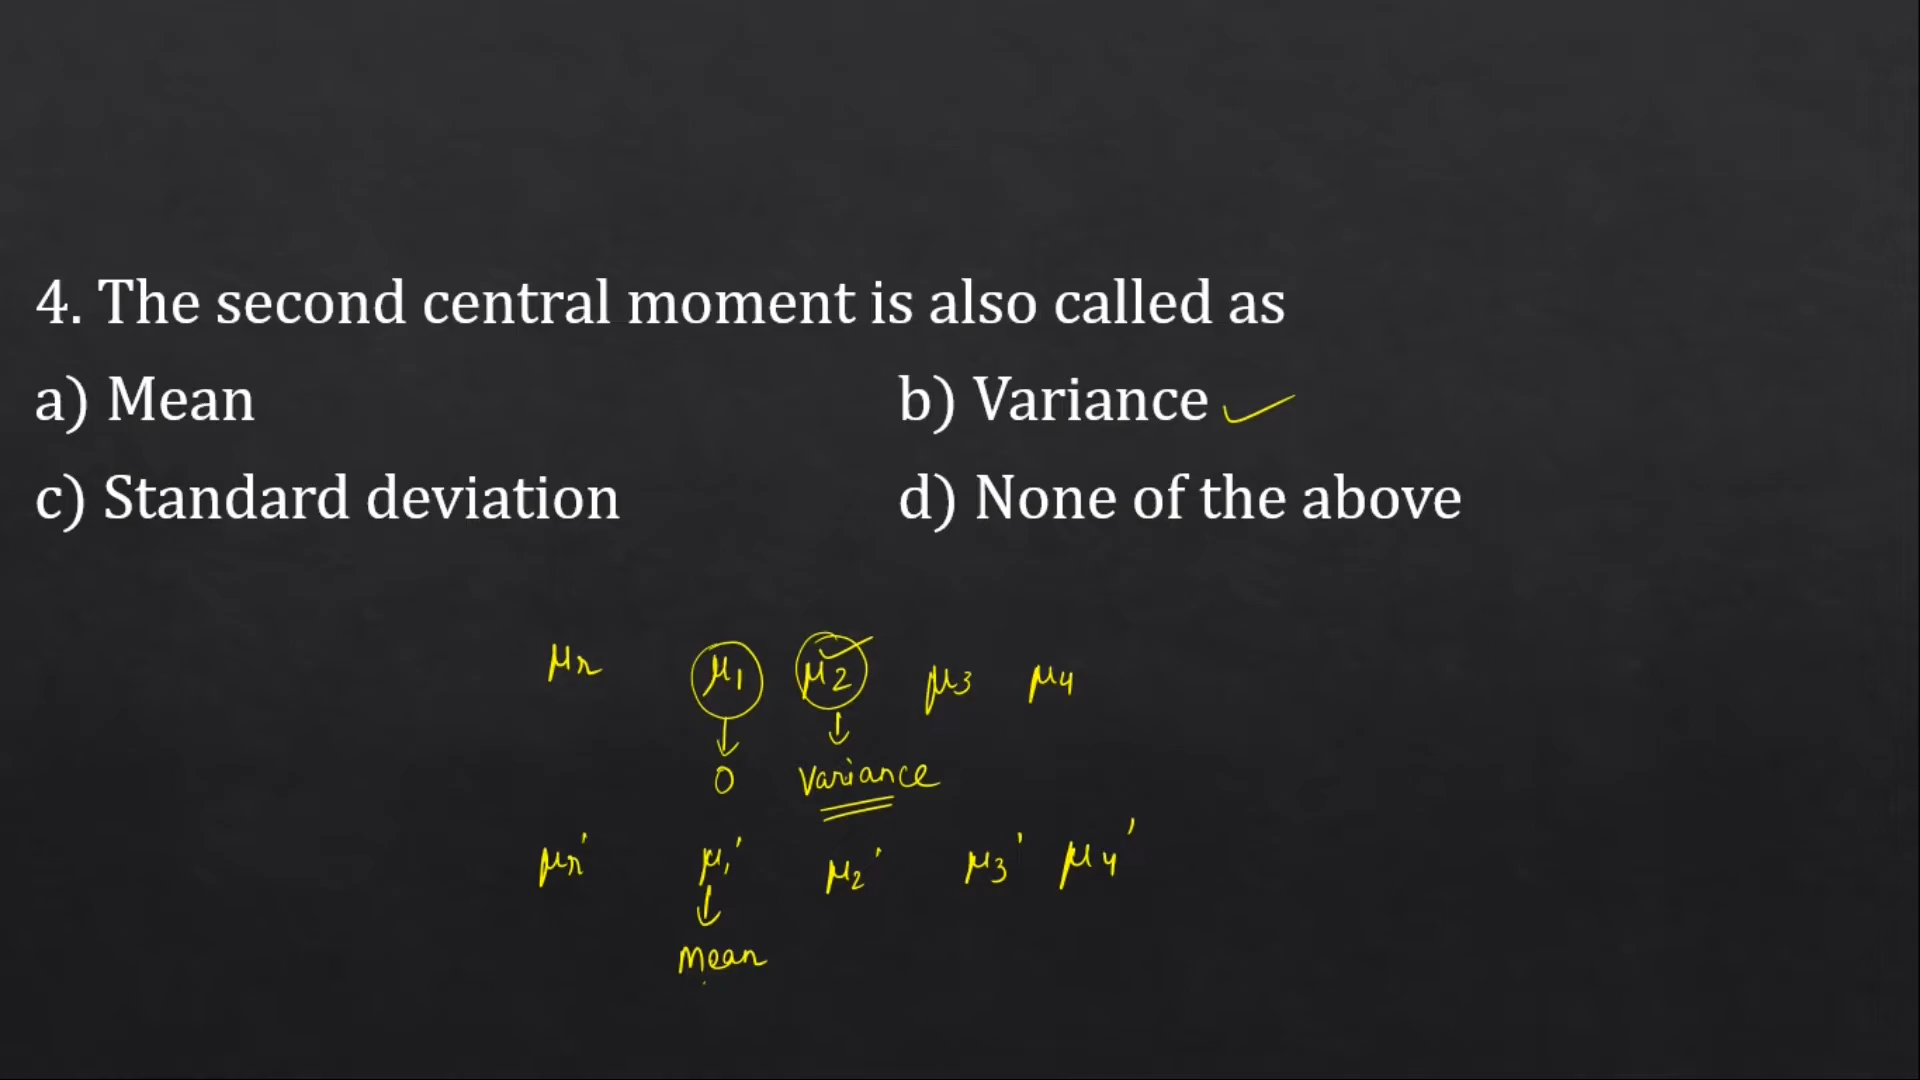 4. The second central moment is also called as
a) Mean b) Variance ✓
c) Standard deviation d) None of the above
μr μ1 μ2 μ3 μ4
0 Variance
μr' μ1' μ2' μ3' μ4'
Mean